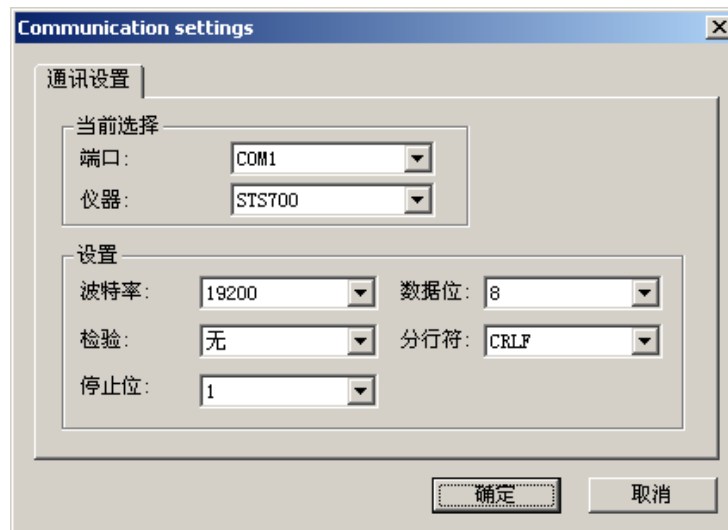 Communication settings
通讯设置
当前选择
端口: COM1
仪器: STS700
设置
波特率: 19200 数据位: 8
检验: 无 分行符: CRLF
停止位: 1
确定 取消